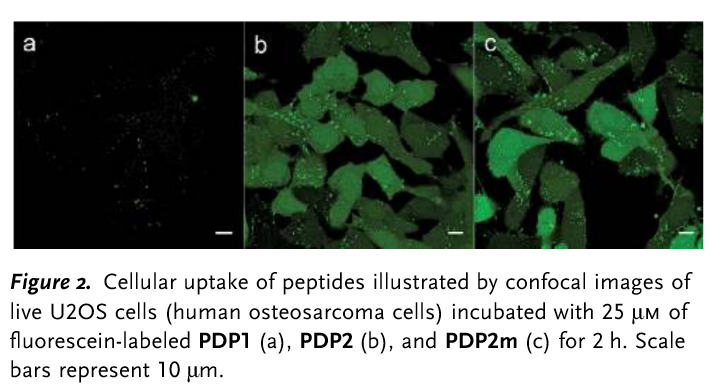 a
b
c
Figure 2. Cellular uptake of peptides illustrated by confocal images of
live U2OS cells (human osteosarcoma cells) incubated with 25 μM of
fluorescein-labeled PDP1 (a), PDP2 (b), and PDP2m (c) for 2 h. Scale
bars represent 10 μm.